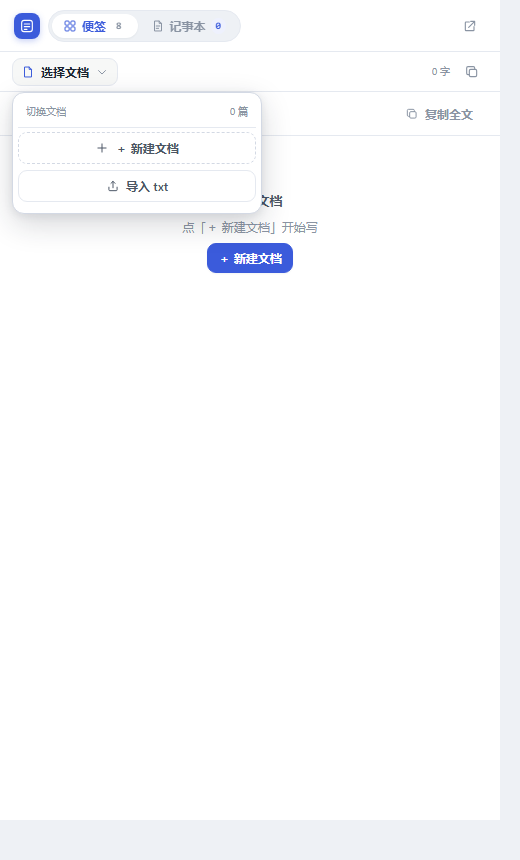 便签 8 记事本 0
选择文档 0 字
切换文档 0 篇
复制全文
+ 新建文档
导入 txt
文档
点「+ 新建文档」开始写
+ 新建文档